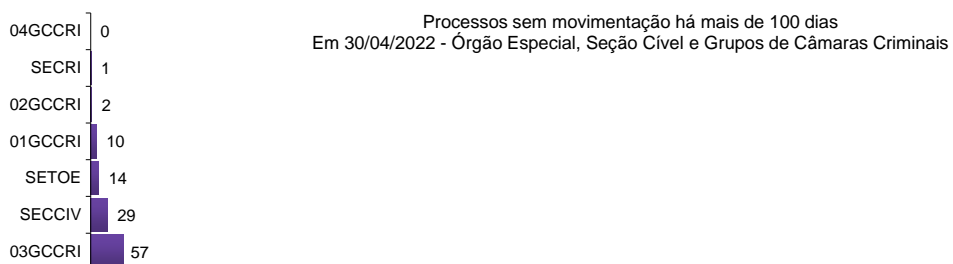 Processos sem movimentação há mais de 100 dias
Em 30/04/2022 - Órgão Especial, Seção Cível e Grupos de Câmaras Criminais
04GCCRI 0
SECRI 1
02GCCRI 2
01GCCRI 10
SETOE 14
SECCIV 29
03GCCRI 57